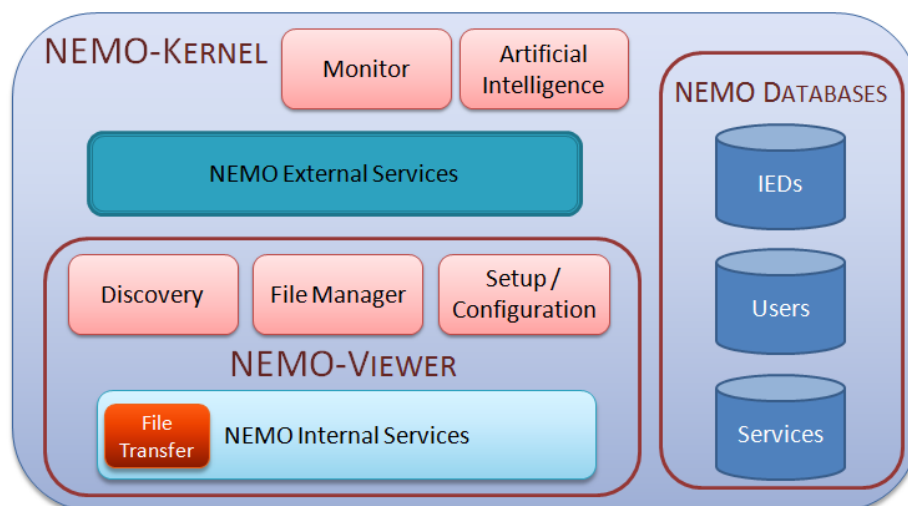 NEMO-KERNEL
Monitor
Artificial
Intelligence
NEMO DATABASES
NEMO External Services
IEDs
Discovery
File Manager
Setup /
Configuration
Users
NEMO-VIEWER
File
Transfer
NEMO Internal Services
Services